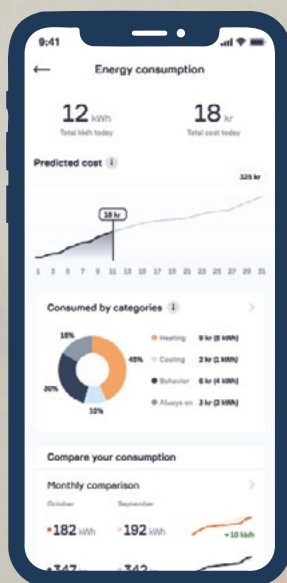 9:41
Energy consumption
12 kWh
18 kr
Total kWh today
Total cost today
Predicted cost i
325 kr
18 kr
1 3 5 7 9 11 13 15 17 19 21 23 25 27 29 31
Consumed by categories i
15%
45%
30%
10%
Heating 9 kr (6 kWh)
Cooling 2 kr (1 kWh)
Behavior 6 kr (4 kWh)
Always on 3 kr (2 kWh)
Compare your consumption
Monthly comparison
October
September
182 kWh
192 kWh
+10 kWh
347
342